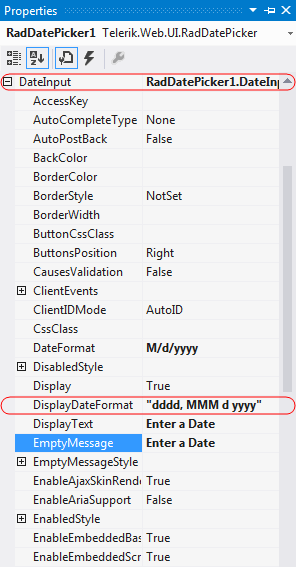 Properties
RadDatePicker1 Telerik.Web.UI.RadDatePicker
DateInput RadDatePicker1.DateInp
AccessKey
AutoCompleteType None
AutoPostBack False
BackColor
BorderColor
BorderStyle NotSet
BorderWidth
ButtonCssClass
ButtonsPosition Right
CausesValidation False
ClientEvents
ClientIDMode AutoID
CssClass
DateFormat M/d/yyyy
DisabledStyle
Display True
DisplayDateFormat "dddd, MMM d yyyy"
DisplayText Enter a Date
EmptyMessage Enter a Date
EmptyMessageStyle
EnableAjaxSkinRende True
EnableAriaSupport False
EnabledStyle
EnableEmbeddedBas True
EnableEmbeddedScr True